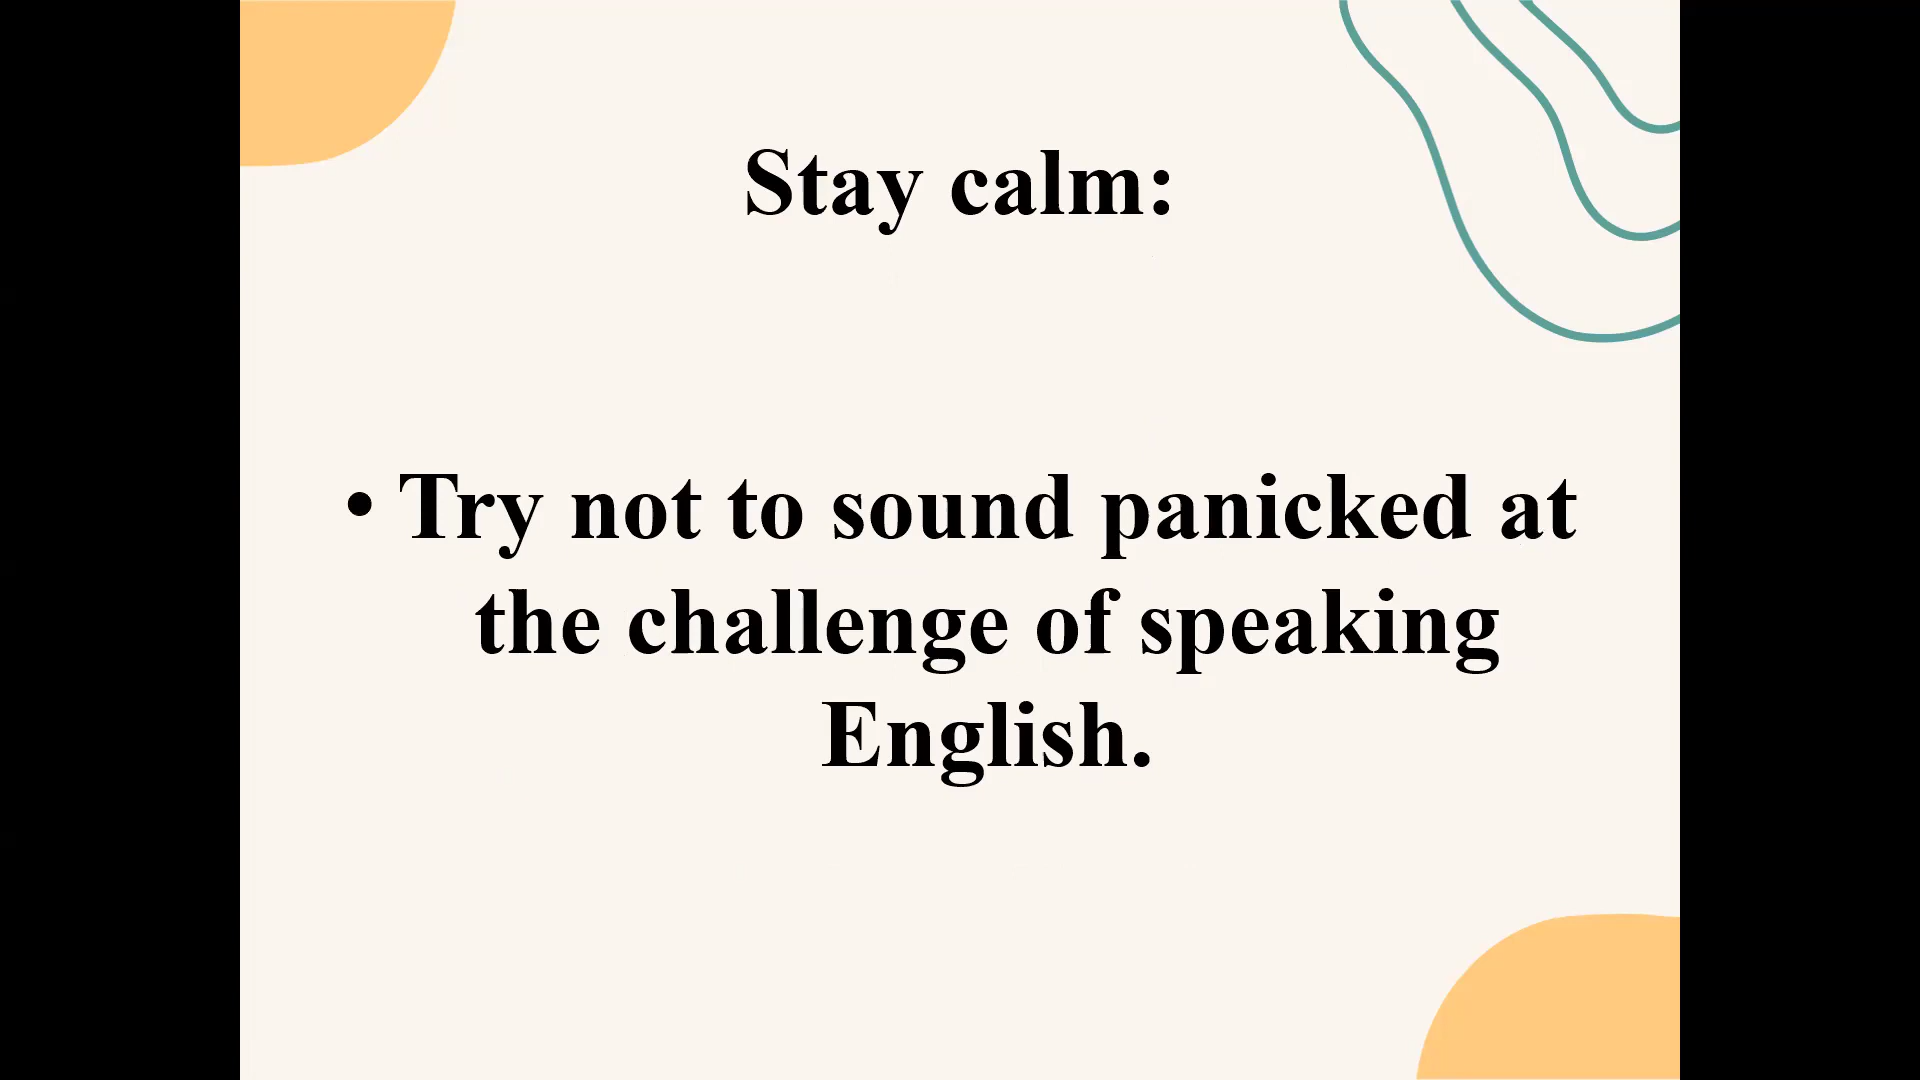 Stay calm:
• Try not to sound panicked at
the challenge of speaking
English.